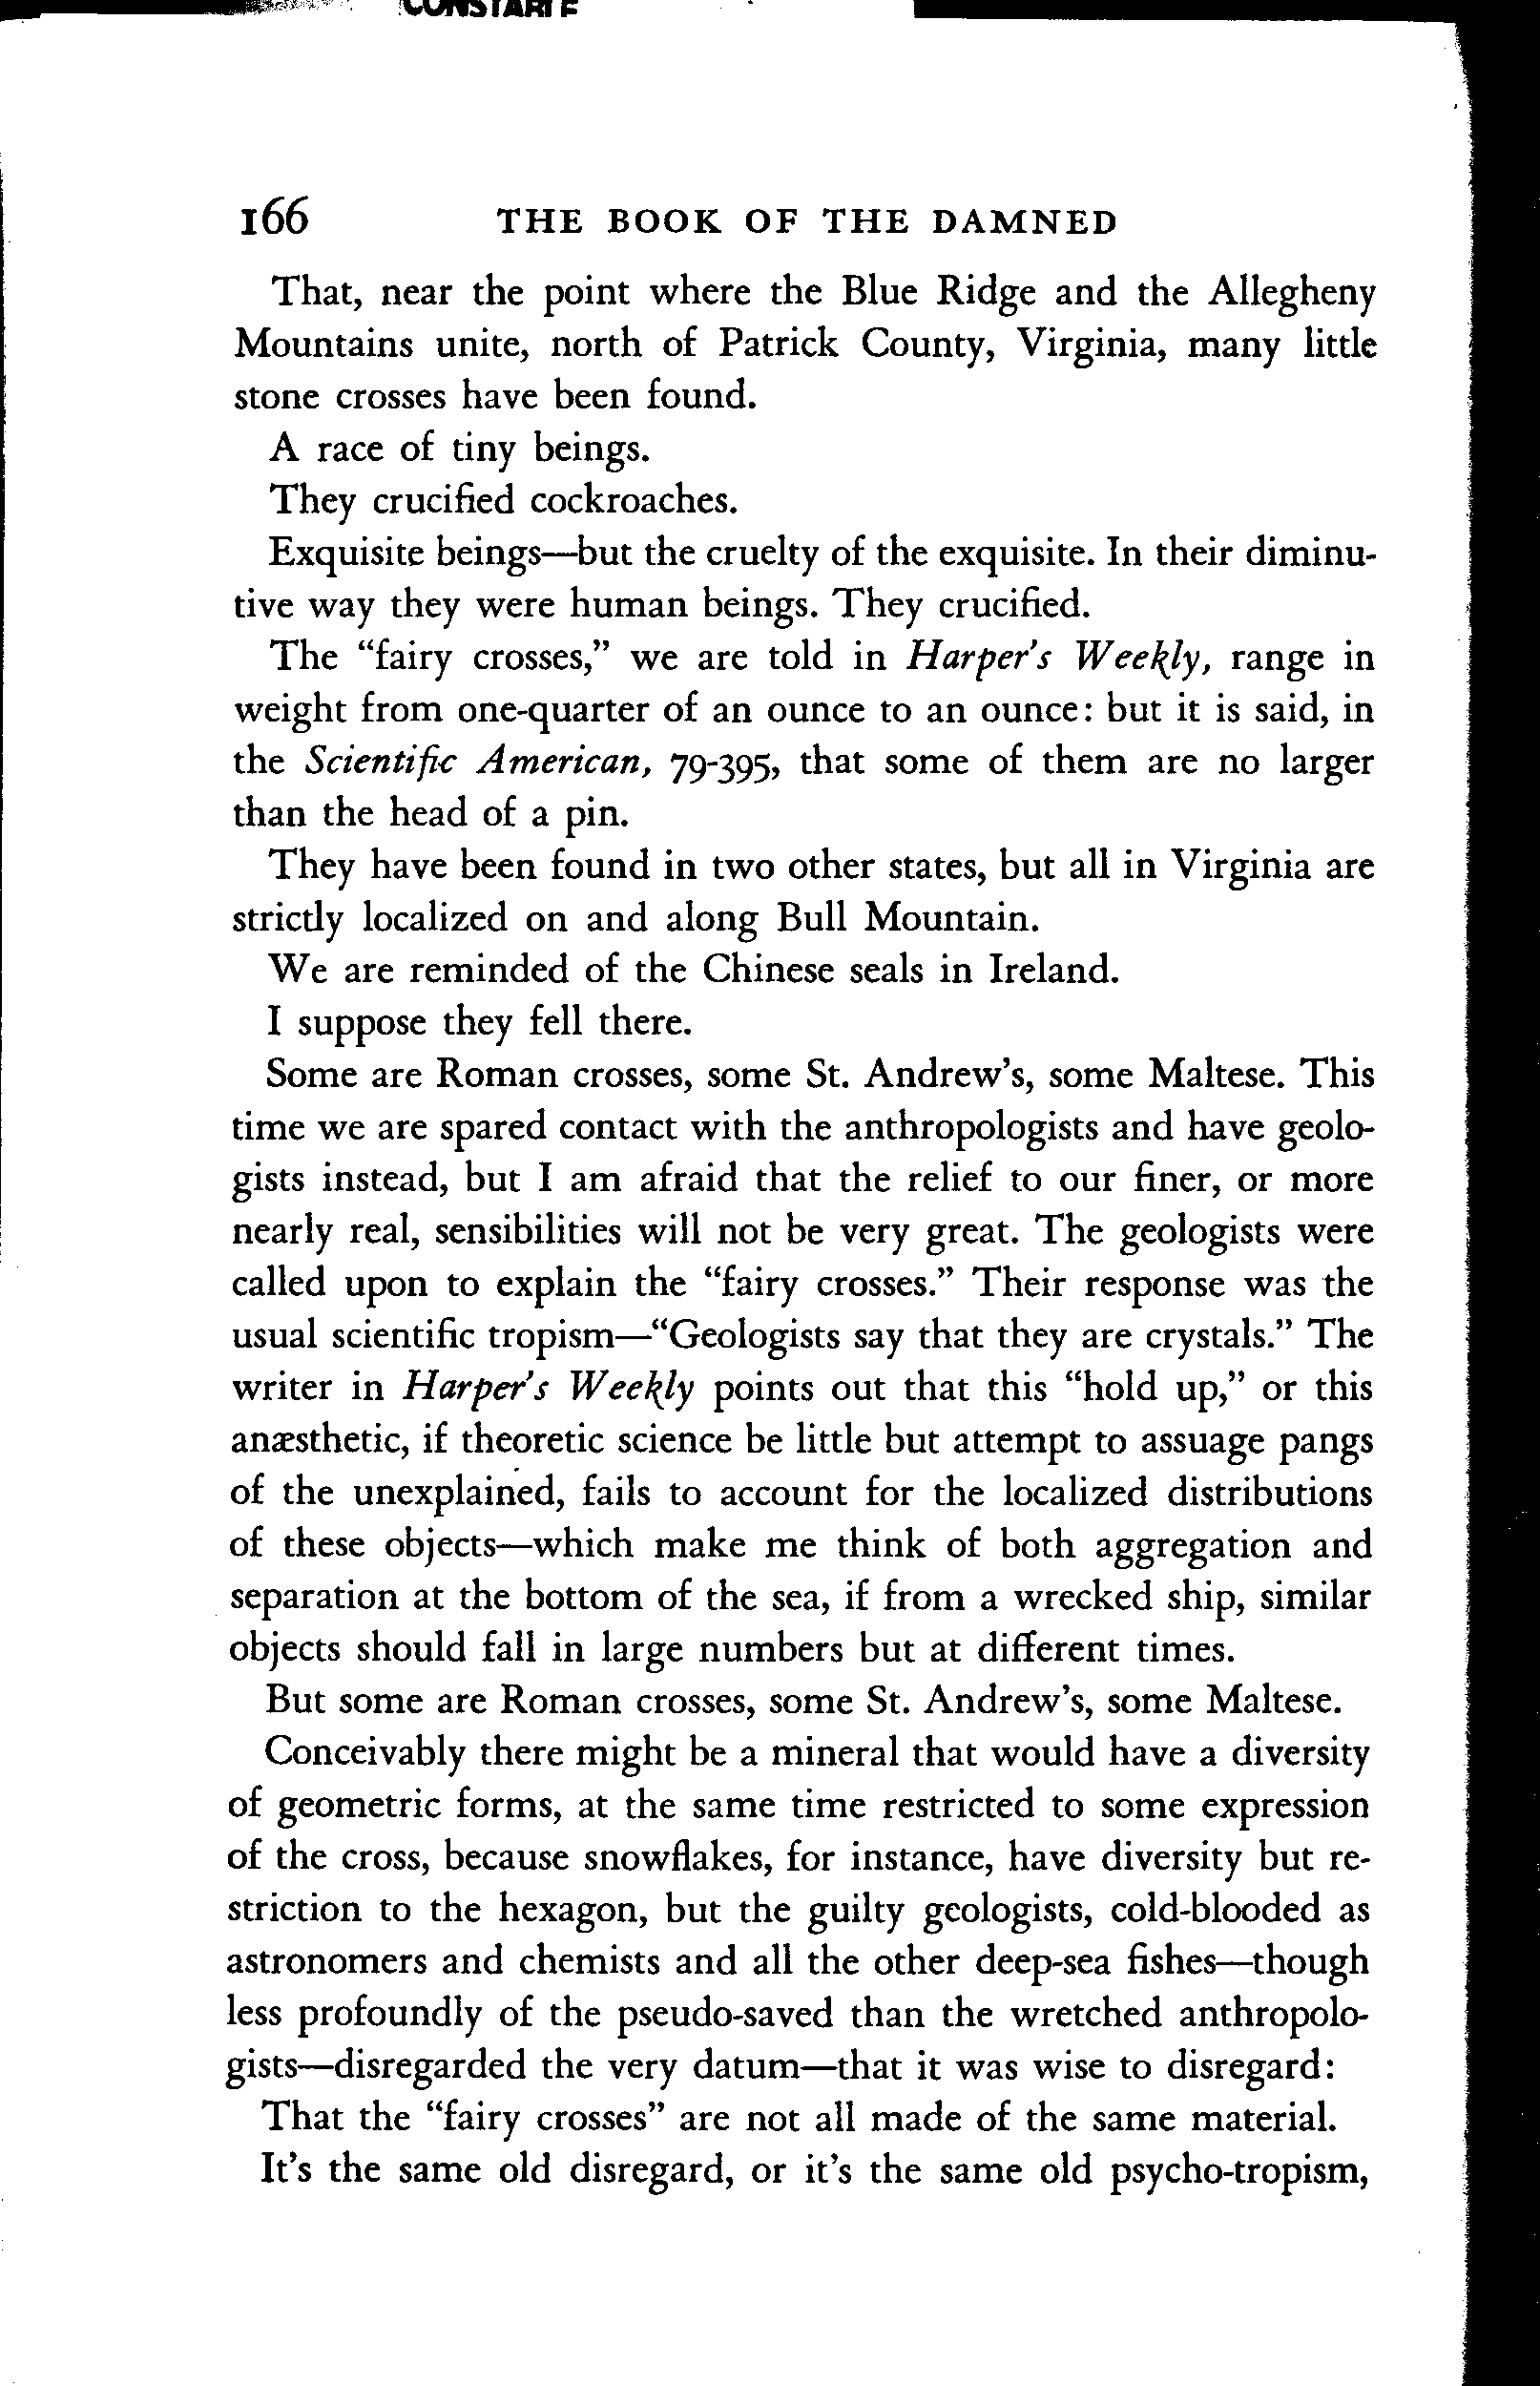 166 THE BOOK OF THE DAMNED
That, near the point where the Blue Ridge and the Allegheny
Mountains unite, north of Patrick County, Virginia, many little
stone crosses have been found.
A race of tiny beings.
They crucified cockroaches.
Exquisite beings—but the cruelty of the exquisite. In their diminu-
tive way they were human beings. They crucified.
The “fairy crosses,” we are told in Harper's Weekly, range in
weight from one-quarter of an ounce to an ounce: but it is said, in
the Scientific American, 79-395, that some of them are no larger
than the head of a pin.
They have been found in two other states, but all in Virginia are
strictly localized on and along Bull Mountain.
We are reminded of the Chinese seals in Ireland.
I suppose they fell there.
Some are Roman crosses, some St. Andrew's, some Maltese. This
time we are spared contact with the anthropologists and have geolo-
gists instead, but I am afraid that the relief to our finer, or more
nearly real, sensibilities will not be very great. The geologists were
called upon to explain the “fairy crosses.” Their response was the
usual scientific tropism—“Geologists say that they are crystals.” The
writer in Harper's Weekly points out that this “hold up,” or this
anæsthetic, if theoretic science be little but attempt to assuage pangs
of the unexplained, fails to account for the localized distributions
of these objects—which make me think of both aggregation and
separation at the bottom of the sea, if from a wrecked ship, similar
objects should fall in large numbers but at different times.
But some are Roman crosses, some St. Andrew's, some Maltese.
Conceivably there might be a mineral that would have a diversity
of geometric forms, at the same time restricted to some expression
of the cross, because snowflakes, for instance, have diversity but re-
striction to the hexagon, but the guilty geologists, cold-blooded as
astronomers and chemists and all the other deep-sea fishes—though
less profoundly of the pseudo-saved than the wretched anthropolo-
gists—disregarded the very datum—that it was wise to disregard:
That the “fairy crosses” are not all made of the same material.
It's the same old disregard, or it's the same old psycho-tropism,